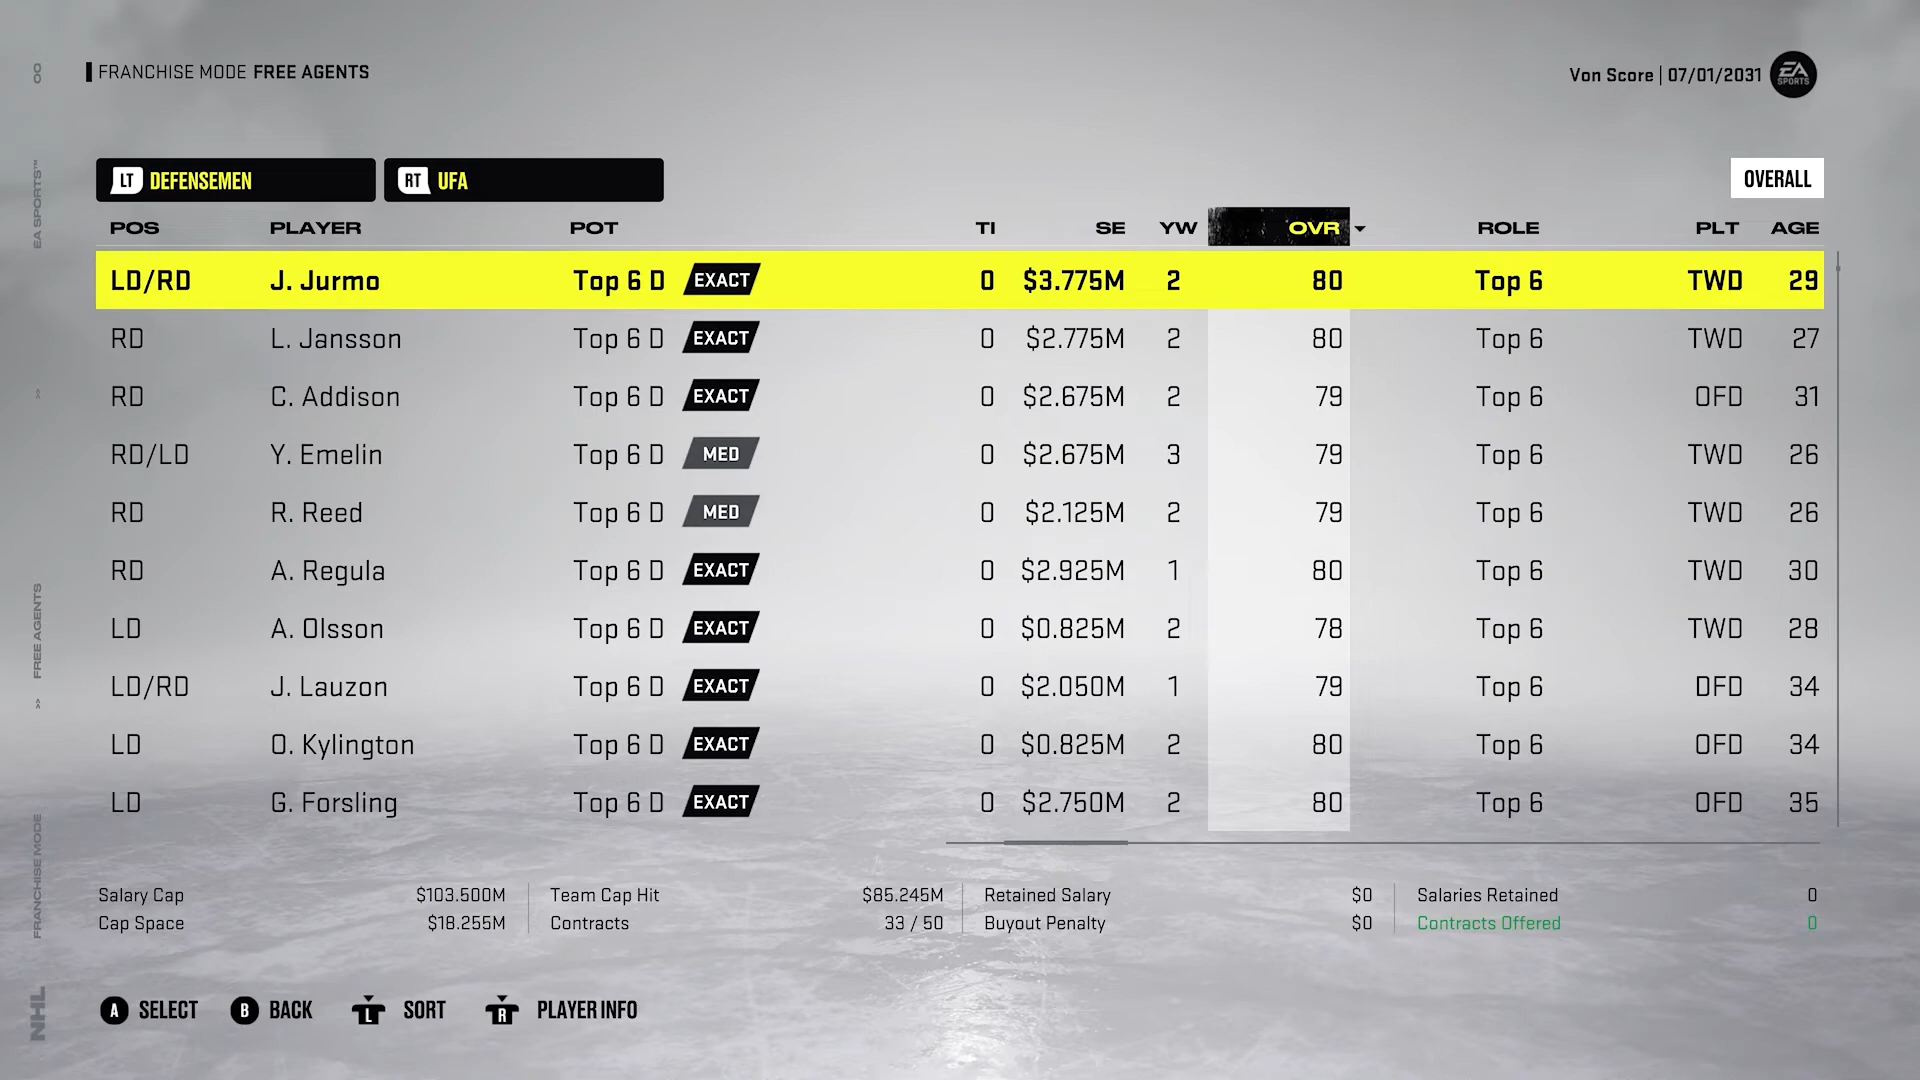 FRANCHISE MODE FREE AGENTS
Von Score | 07/01/2031
EA SPORTS
LT DEFENSEMEN
RT UFA
OVERALL
POS PLAYER POT TI SE YW OVR ROLE PLT AGE
LD/RD J. Jurmo Top 6 D EXACT 0 $3.775M 2 80 Top 6 TWD 29
RD L. Jansson Top 6 D EXACT 0 $2.775M 2 80 Top 6 TWD 27
RD C. Addison Top 6 D EXACT 0 $2.675M 2 79 Top 6 OFD 31
RD/LD Y. Emelin Top 6 D MED 0 $2.675M 3 79 Top 6 TWD 26
RD R. Reed Top 6 D MED 0 $2.125M 2 79 Top 6 TWD 26
RD A. Regula Top 6 D EXACT 0 $2.925M 1 80 Top 6 TWD 30
LD A. Olsson Top 6 D EXACT 0 $0.825M 2 78 Top 6 TWD 28
LD/RD J. Lauzon Top 6 D EXACT 0 $2.050M 1 79 Top 6 DFD 34
LD O. Kylington Top 6 D EXACT 0 $0.825M 2 80 Top 6 OFD 34
LD G. Forsling Top 6 D EXACT 0 $2.750M 2 80 Top 6 OFD 35
Salary Cap $103.500M Team Cap Hit $85.245M Retained Salary $0 Salaries Retained 0
Cap Space $18.255M Contracts 33 / 50 Buyout Penalty $0 Contracts Offered 0
A SELECT B BACK L SORT R PLAYER INFO
NHL FRANCHISE MODE >> FREE AGENTS >> EA SPORTS™ 00